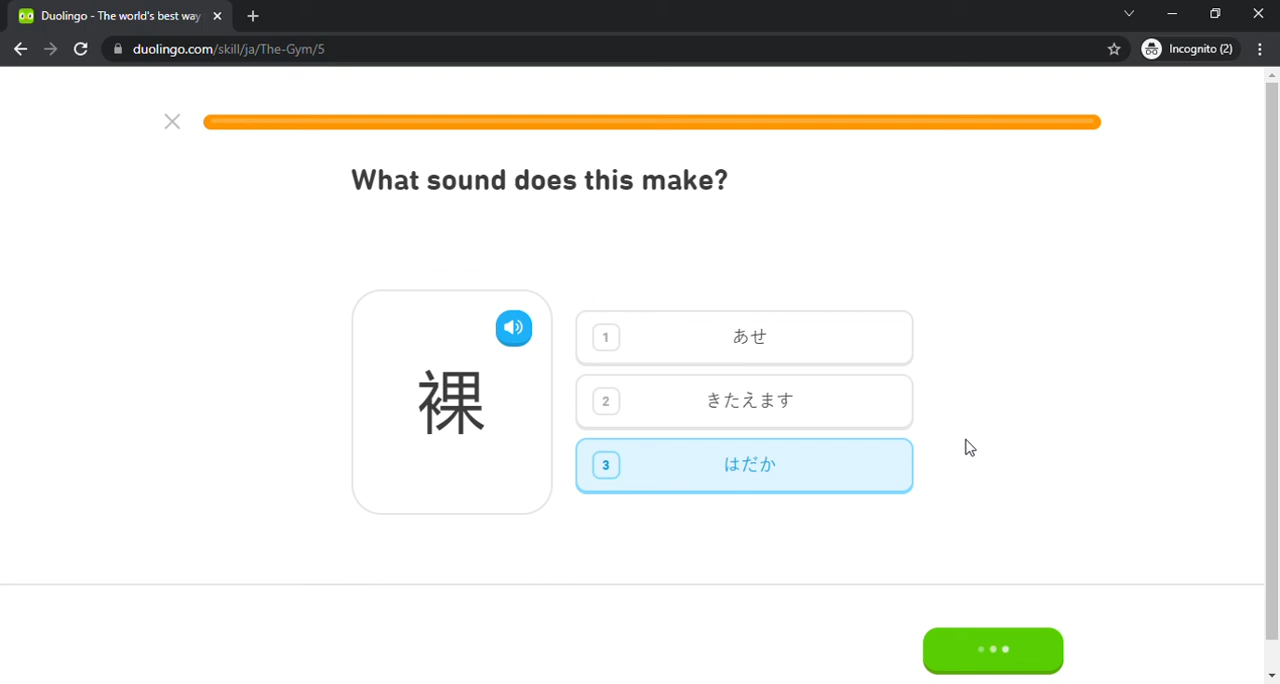 Duolingo - The world's best way
duolingo.com/skill/ja/The-Gym/5
Incognito (2)
What sound does this make?
裸
1 あせ
2 きたえます
3 はだか